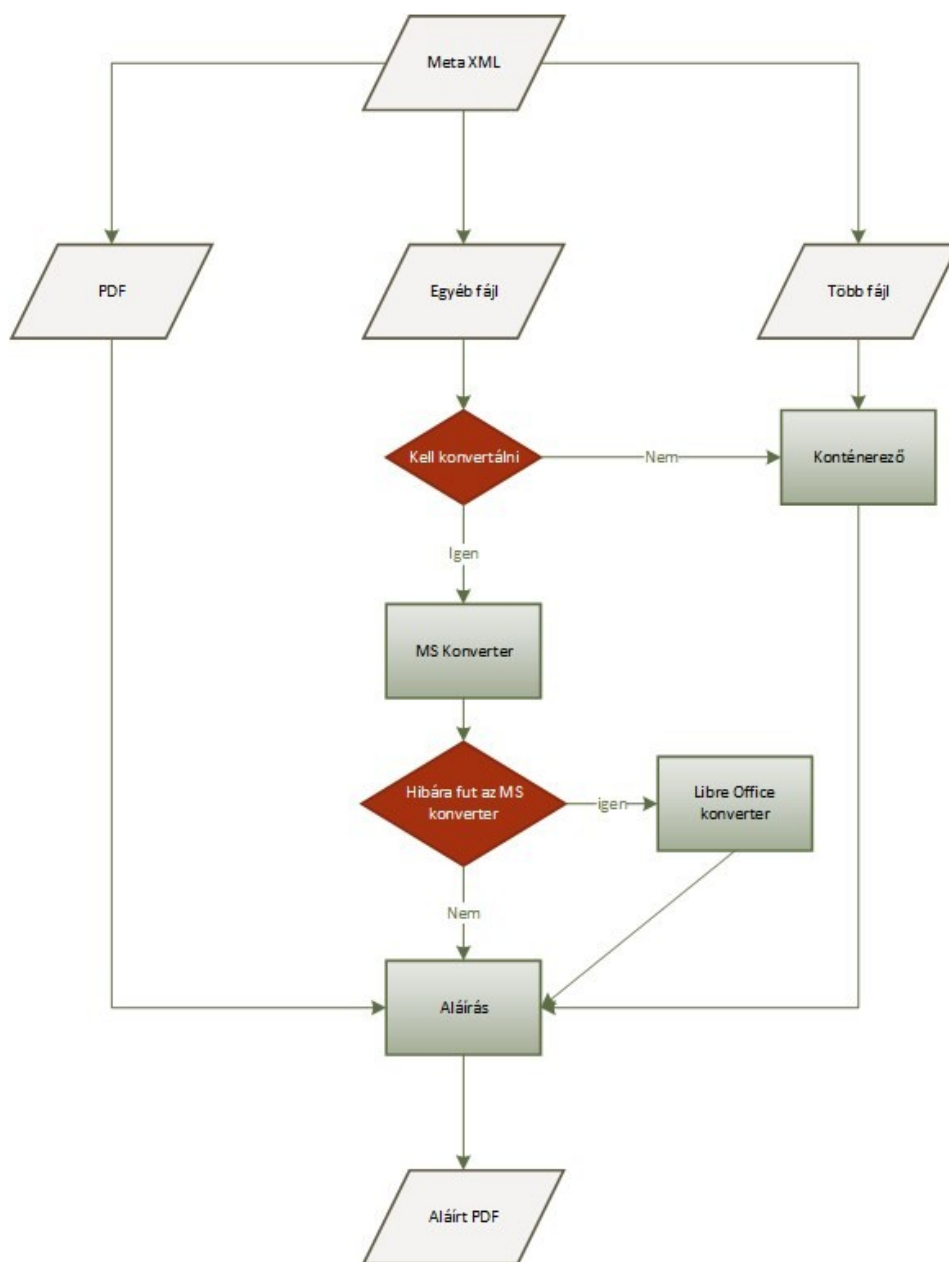 Meta XML
PDF
Egyéb fájl
Több fájl
Kell konvertálni
Nem
Konténerező
Igen
MS Konverter
Hibára fut az MS
konverter
igen
Libre Office
konverter
Nem
Aláírás
Aláírt PDF